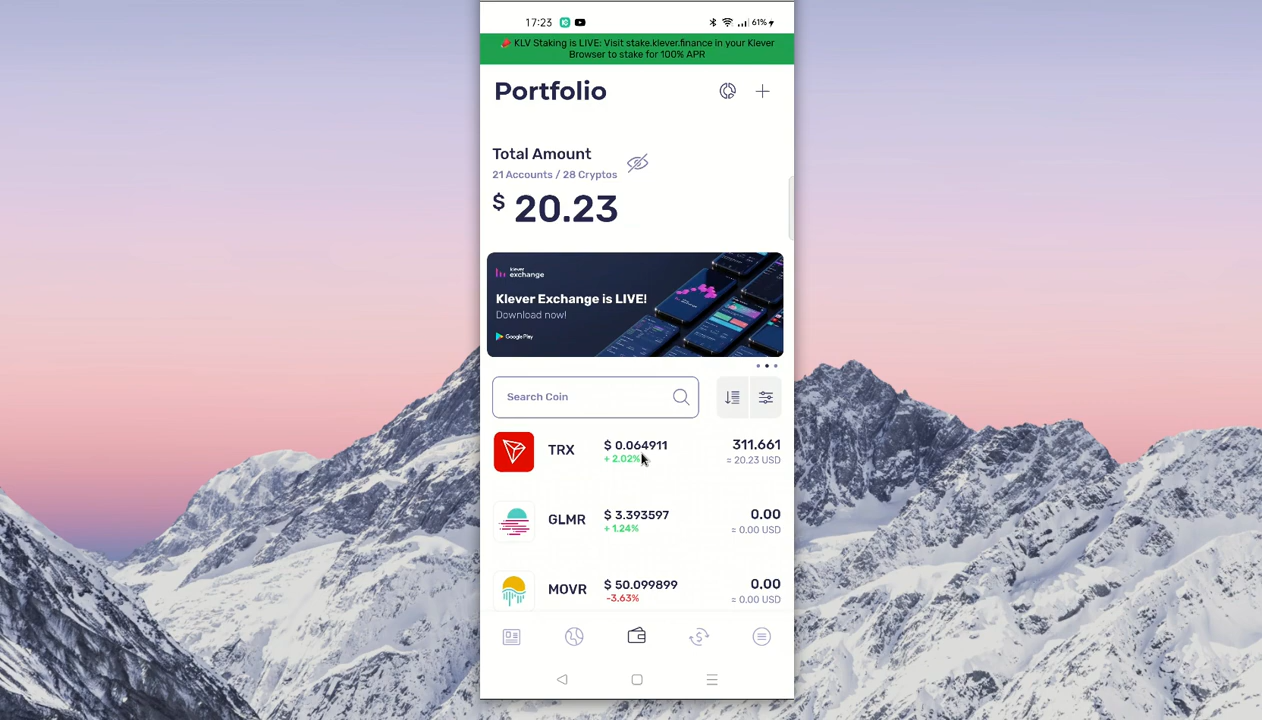 17:23 61%
📣 KLV Staking is LIVE: Visit stake.klever.finance in your Klever
Browser to stake for 100% APR
Portfolio
Total Amount
21 Accounts / 28 Cryptos
$ 20.23
klever
exchange
Klever Exchange is LIVE!
Download now!
Google Play
Search Coin
TRX $ 0.064911 311.661
+ 2.02% = 20.23 USD
GLMR $ 3.393597 0.00
+ 1.24% = 0.00 USD
MOVR $ 50.099899 0.00
-3.63% = 0.00 USD